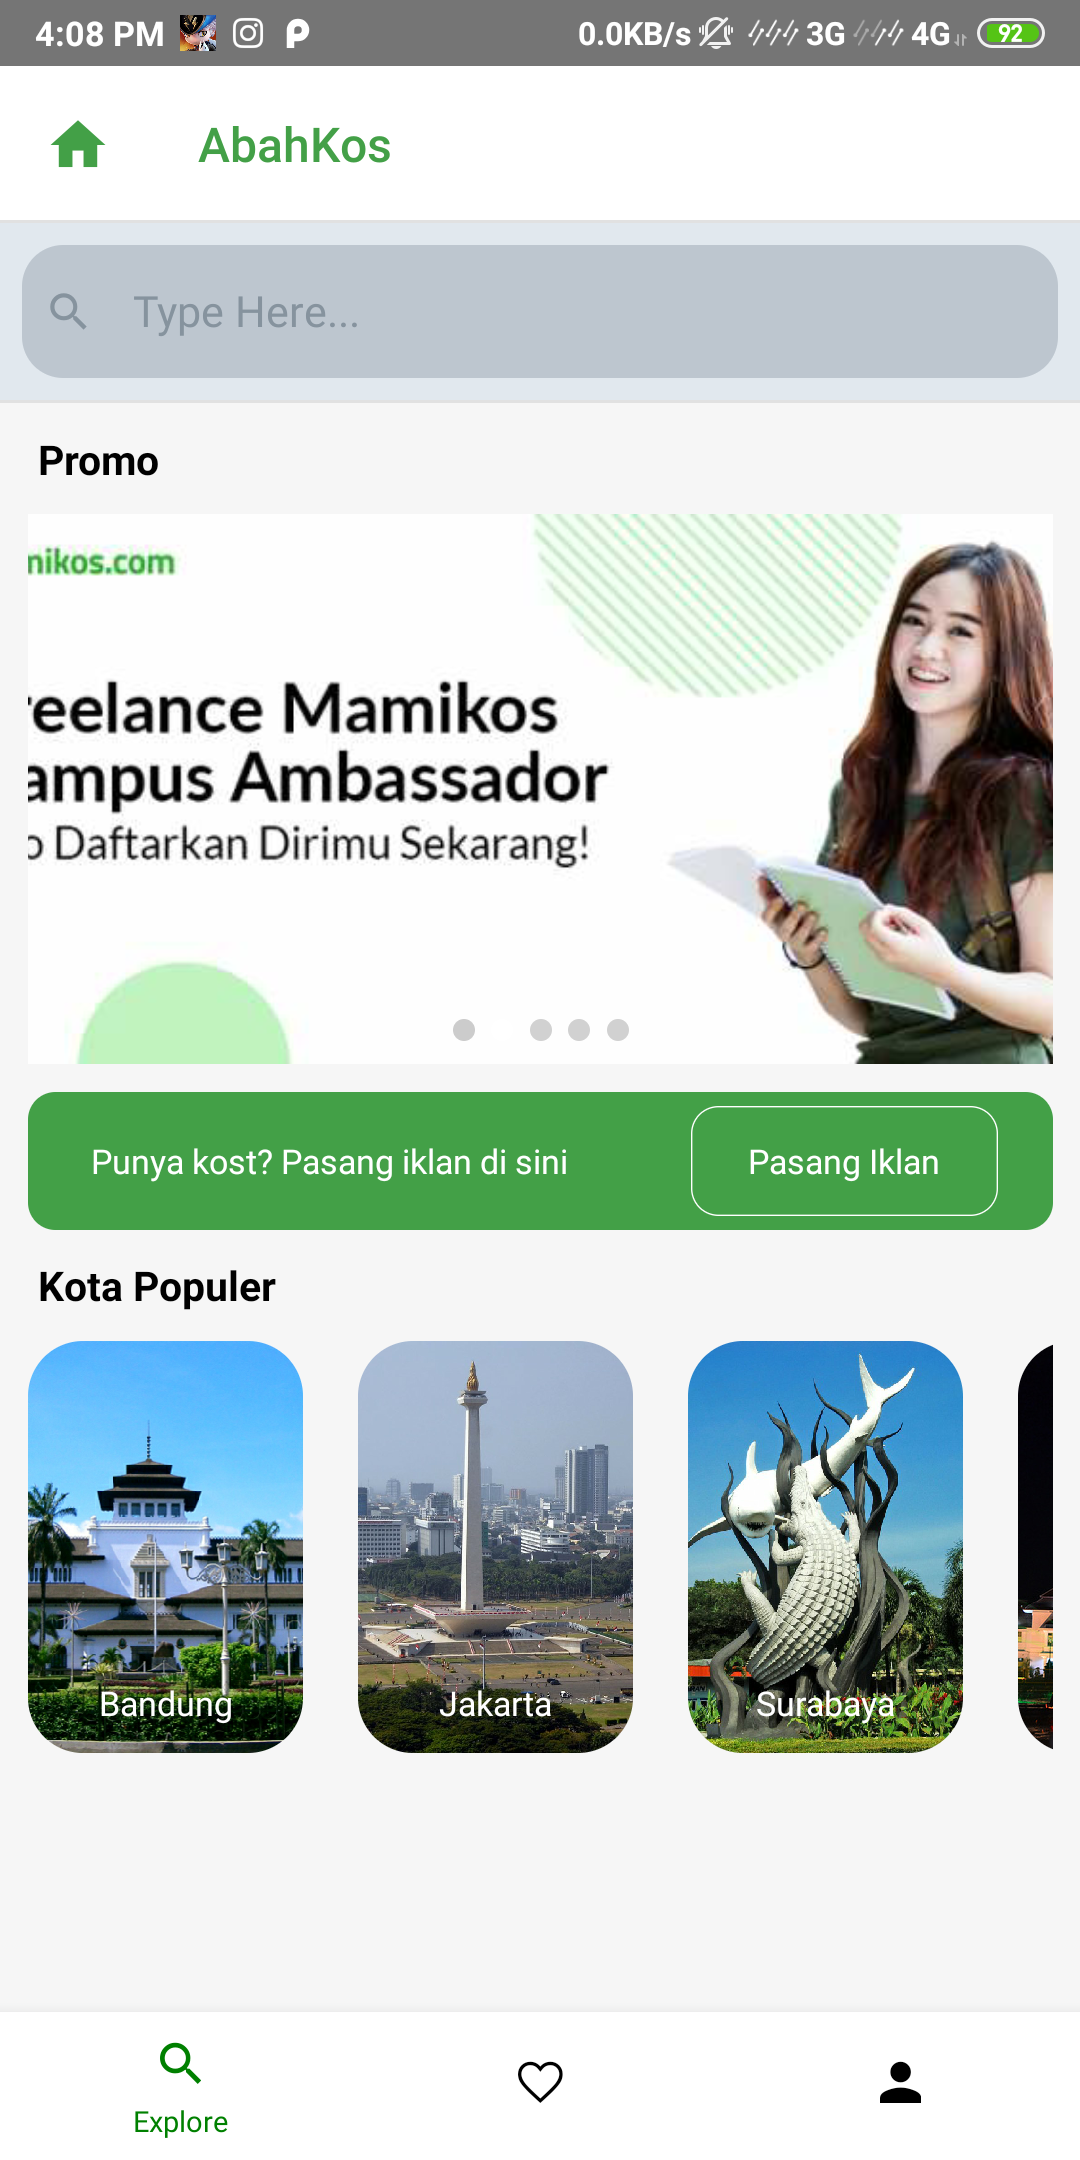 4:08 PM 0.0KB/s 3G 4G 92
AbahKos
Type Here...
Promo
nikos.com
reelance Mamikos
ampus Ambassador
o Daftarkan Dirimu Sekarang!
Punya kost? Pasang iklan di sini Pasang Iklan
Kota Populer
Bandung Jakarta Surabaya
Explore